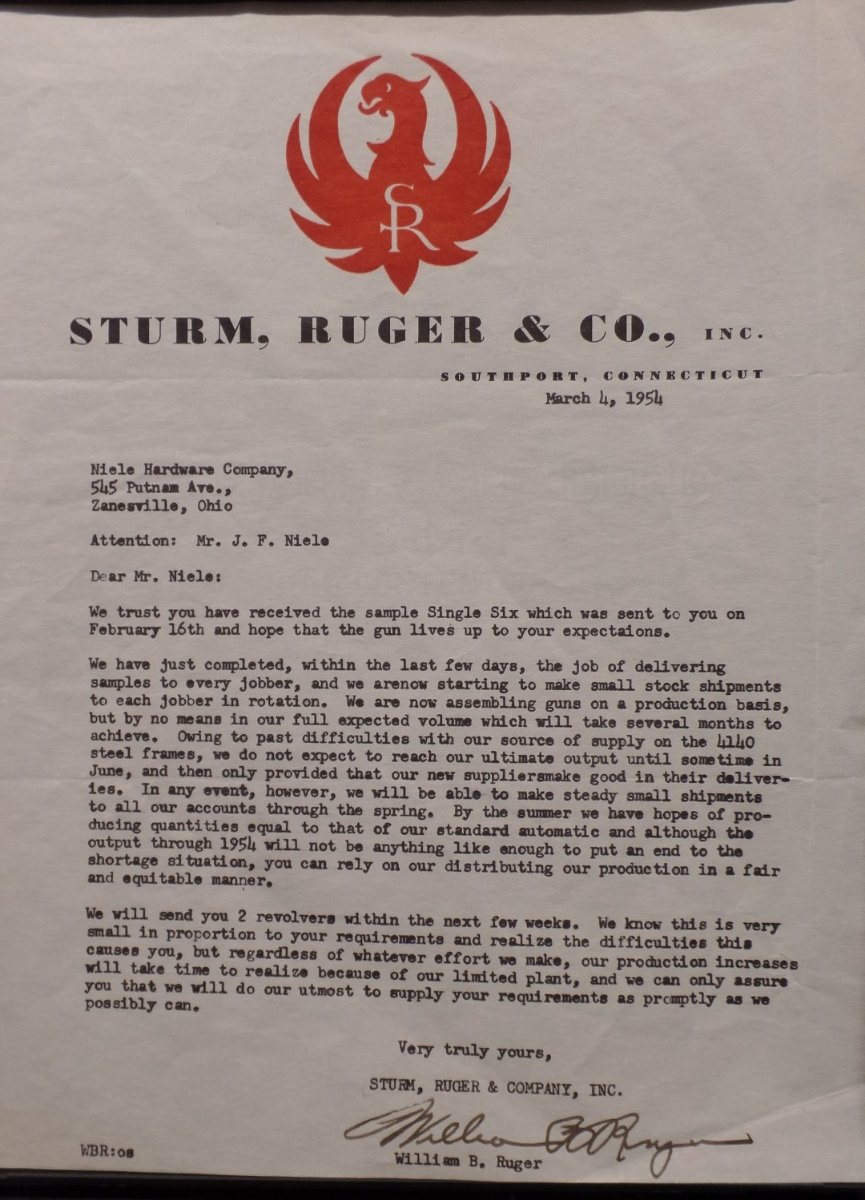 SR
STURM, RUGER & CO., INC.
SOUTHPORT, CONNECTICUT
March 4, 1954
Niele Hardware Company,
545 Putnam Ave.,
Zanesville, Ohio
Attention: Mr. J. F. Niele
Dear Mr. Niele:
We trust you have received the sample Single Six which was sent to you on
February 16th and hope that the gun lives up to your expectaions.
We have just completed, within the last few days, the job of delivering
samples to every jobber, and we arenow starting to make small stock shipments
to each jobber in rotation. We are now assembling guns on a production basis,
but by no means in our full expected volume which will take several months to
achieve. Owing to past difficulties with our source of supply on the 4140
steel frames, we do not expect to reach our ultimate output until sometime in
June, and then only provided that our new suppliersmake good in their deliver-
ies. In any event, however, we will be able to make steady small shipments
to all our accounts through the spring. By the summer we have hopes of pro-
ducing quantities equal to that of our standard automatic and although the
output through 1954 will not be anything like enough to put an end to the
shortage situation, you can rely on our distributing our production in a fair
and equitable manner.
We will send you 2 revolvers within the next few weeks. We know this is very
small in proportion to your requirements and realize the difficulties this
causes you, but regardless of whatever effort we make, our production increases
will take time to realize because of our limited plant, and we can only assure
you that we will do our utmost to supply your requirements as promptly as we
possibly can.
Very truly yours,
STURM, RUGER & COMPANY, INC.
William B. Ruger
William B. Ruger
WBR:os